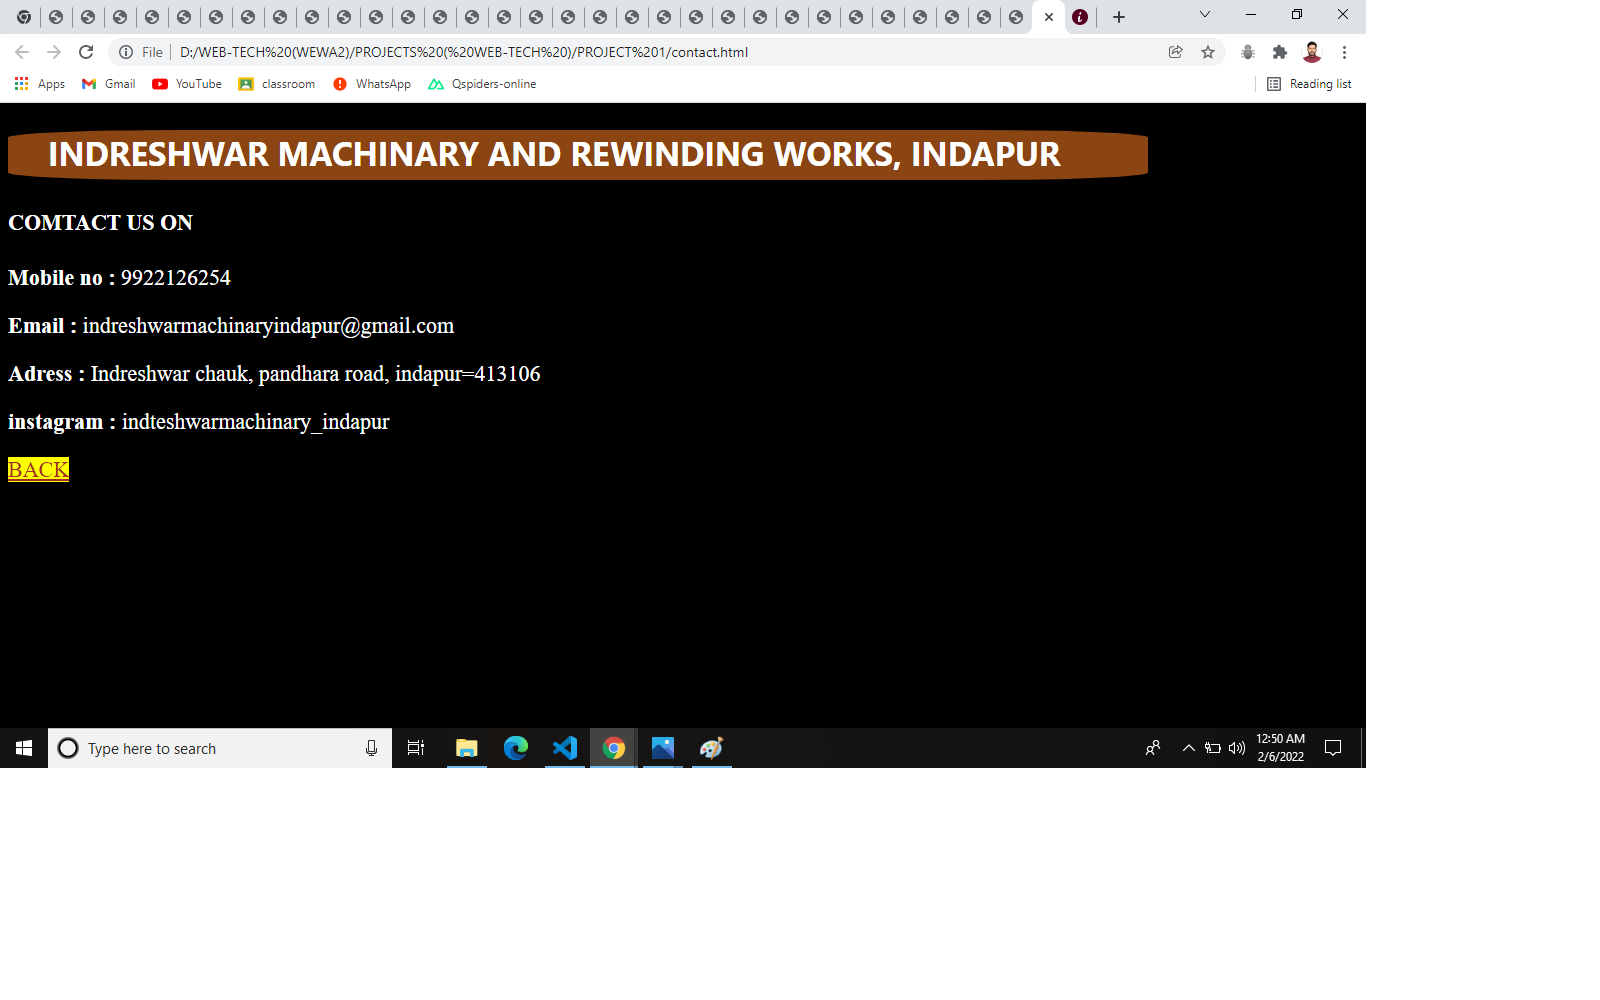 File
D:/WEB-TECH%20(WEWA2)/PROJECTS%20(%20WEB-TECH%20)/PROJECT%201/contact.html
Apps Gmail YouTube classroom WhatsApp Qspiders-online Reading list
INDRESHWAR MACHINARY AND REWINDING WORKS, INDAPUR
COMTACT US ON
Mobile no : 9922126254
Email : indreshwarmachinaryindapur@gmail.com
Adress : Indreshwar chauk, pandhara road, indapur=413106
instagram : indteshwarmachinary_indapur
BACK
Type here to search
12:50 AM
2/6/2022